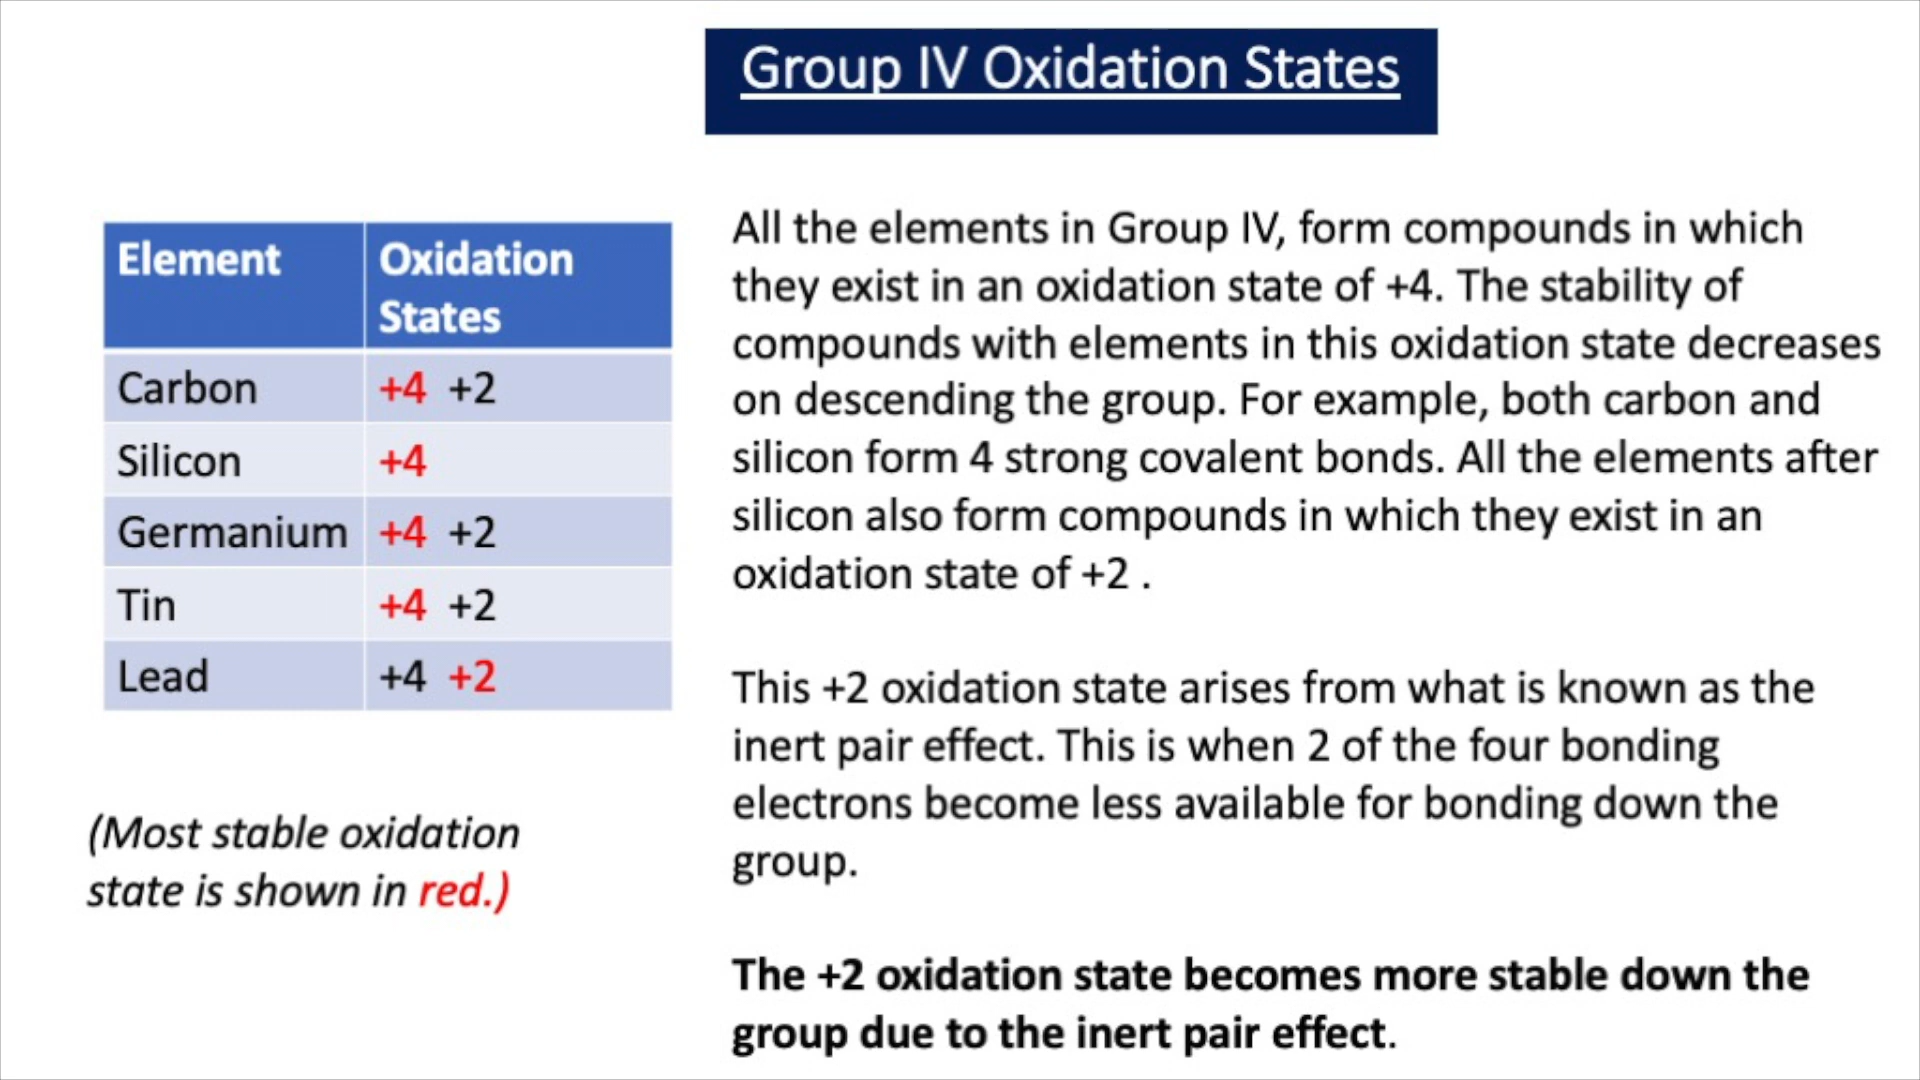 Group IV Oxidation States
Element Oxidation States
Carbon +4 +2
Silicon +4
Germanium +4 +2
Tin +4 +2
Lead +4 +2
(Most stable oxidation
state is shown in red.)
All the elements in Group IV, form compounds in which
they exist in an oxidation state of +4. The stability of
compounds with elements in this oxidation state decreases
on descending the group. For example, both carbon and
silicon form 4 strong covalent bonds. All the elements after
silicon also form compounds in which they exist in an
oxidation state of +2 .
This +2 oxidation state arises from what is known as the
inert pair effect. This is when 2 of the four bonding
electrons become less available for bonding down the
group.
The +2 oxidation state becomes more stable down the
group due to the inert pair effect.